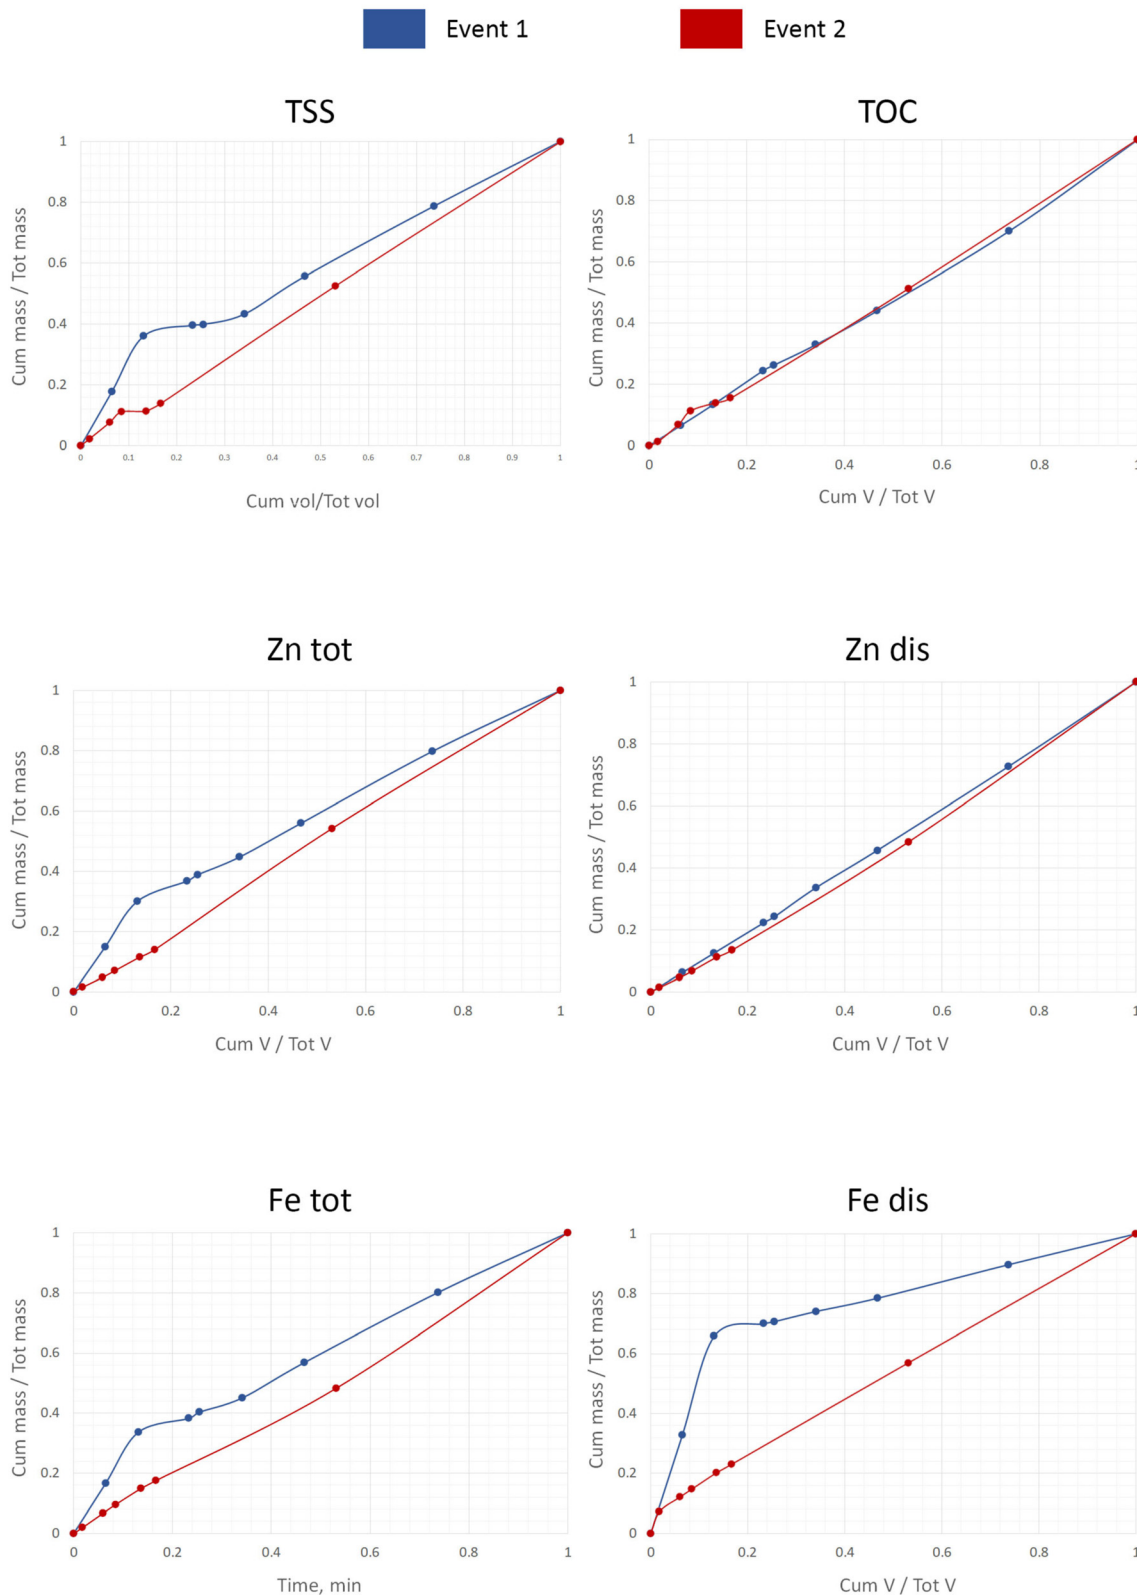 Event 1 Event 2
TSS
Cum mass / Tot mass
1
0.8
0.6
0.4
0.2
0
0 0.1 0.2 0.3 0.4 0.5 0.6 0.7 0.8 0.9 1
Cum vol/Tot vol
TOC
Cum mass / Tot mass
1
0.8
0.6
0.4
0.2
0
0 0.2 0.4 0.6 0.8 1
Cum V / Tot V
Zn tot
Cum mass / Tot mass
1
0.8
0.6
0.4
0.2
0
0 0.2 0.4 0.6 0.8 1
Cum V / Tot V
Zn dis
Cum mass / Tot mass
1
0.8
0.6
0.4
0.2
0
0 0.2 0.4 0.6 0.8 1
Cum V / Tot V
Fe tot
Cum mass / Tot mass
1
0.8
0.6
0.4
0.2
0
0 0.2 0.4 0.6 0.8 1
Time, min
Fe dis
Cum mass / Tot mass
1
0.8
0.6
0.4
0.2
0
0 0.2 0.4 0.6 0.8 1
Cum V / Tot V